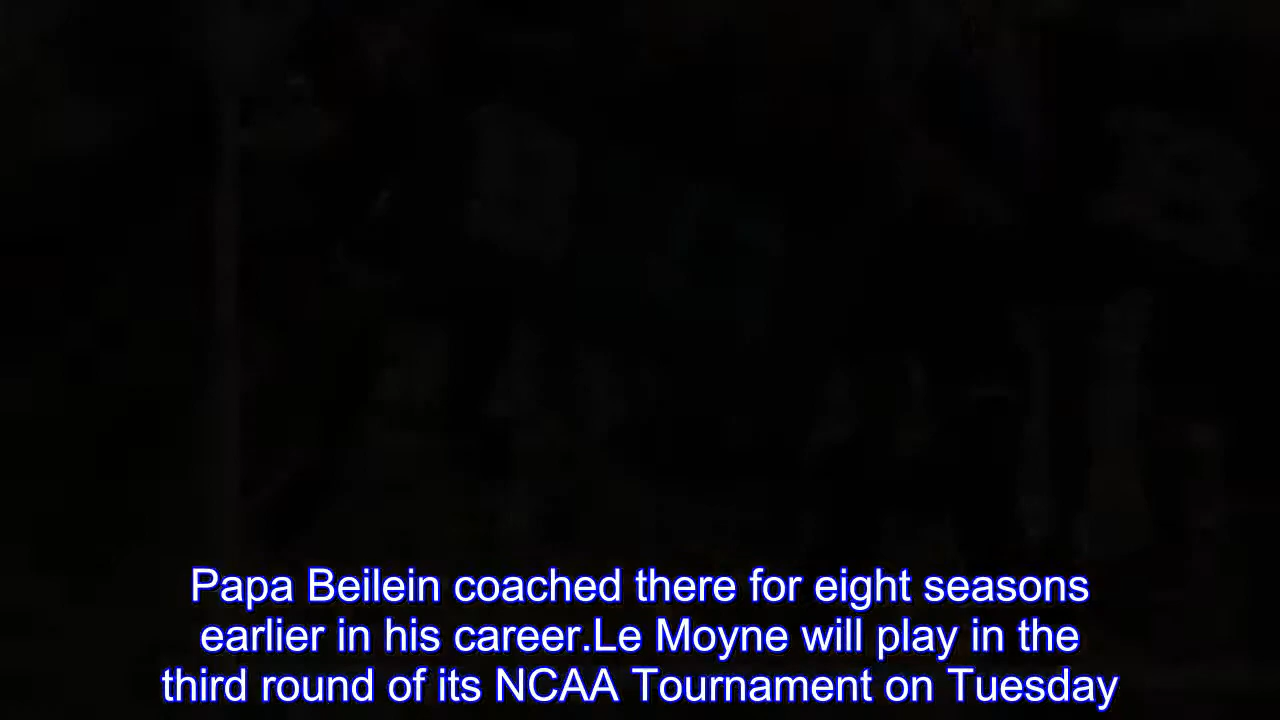 Papa Beilein coached there for eight seasons
earlier in his career.Le Moyne will play in the
third round of its NCAA Tournament on Tuesday